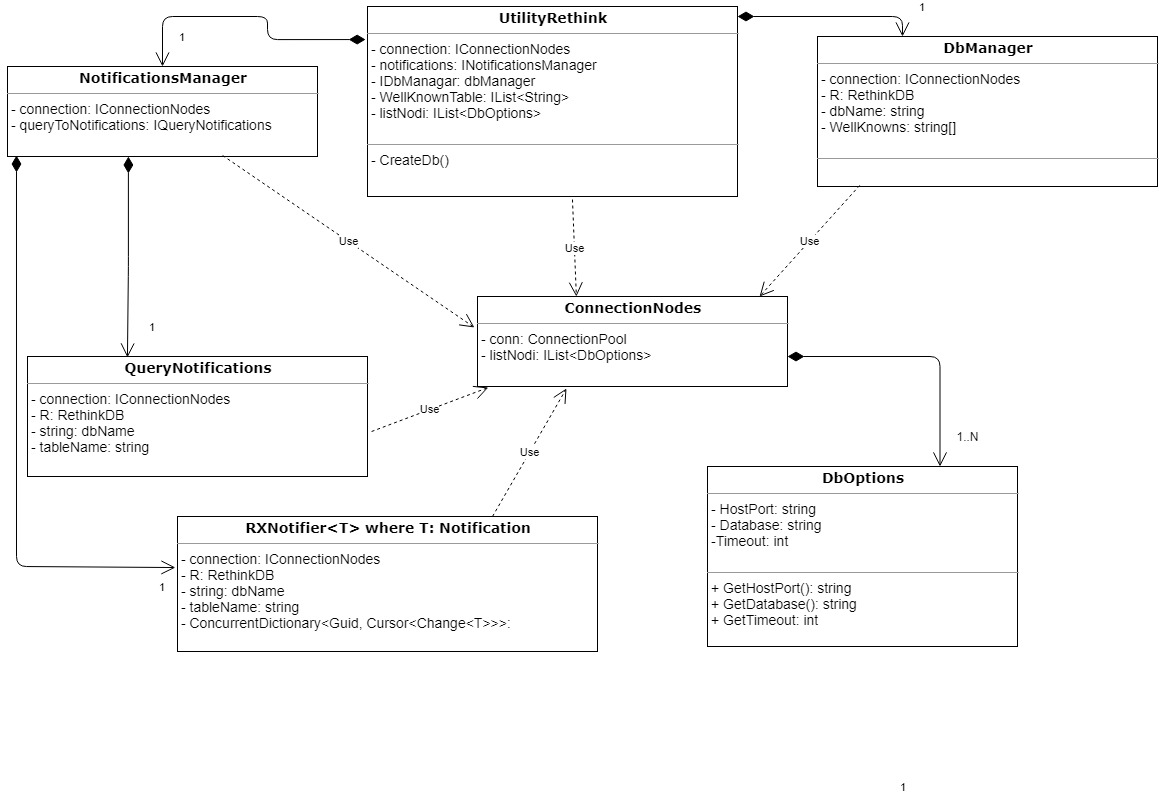 1
UtilityRethink
- connection: IConnectionNodes
- notifications: INotificationsManager
- IDbManagar: dbManager
- WellKnownTable: IList<String>
- listNodi: IList<DbOptions>
- CreateDb()
1
NotificationsManager
- connection: IConnectionNodes
- queryToNotifications: IQueryNotifications
DbManager
- connection: IConnectionNodes
- R: RethinkDB
- dbName: string
- WellKnowns: string[]
Use
Use
Use
ConnectionNodes
- conn: ConnectionPool
- listNodi: IList<DbOptions>
1
QueryNotifications
- connection: IConnectionNodes
- R: RethinkDB
- string: dbName
- tableName: string
Use
Use
1..N
DbOptions
- HostPort: string
- Database: string
-Timeout: int
+ GetHostPort(): string
+ GetDatabase(): string
+ GetTimeout: int
RXNotifier<T> where T: Notification
- connection: IConnectionNodes
- R: RethinkDB
- string: dbName
- tableName: string
- ConcurrentDictionary<Guid, Cursor<Change<T>>>:
1
1